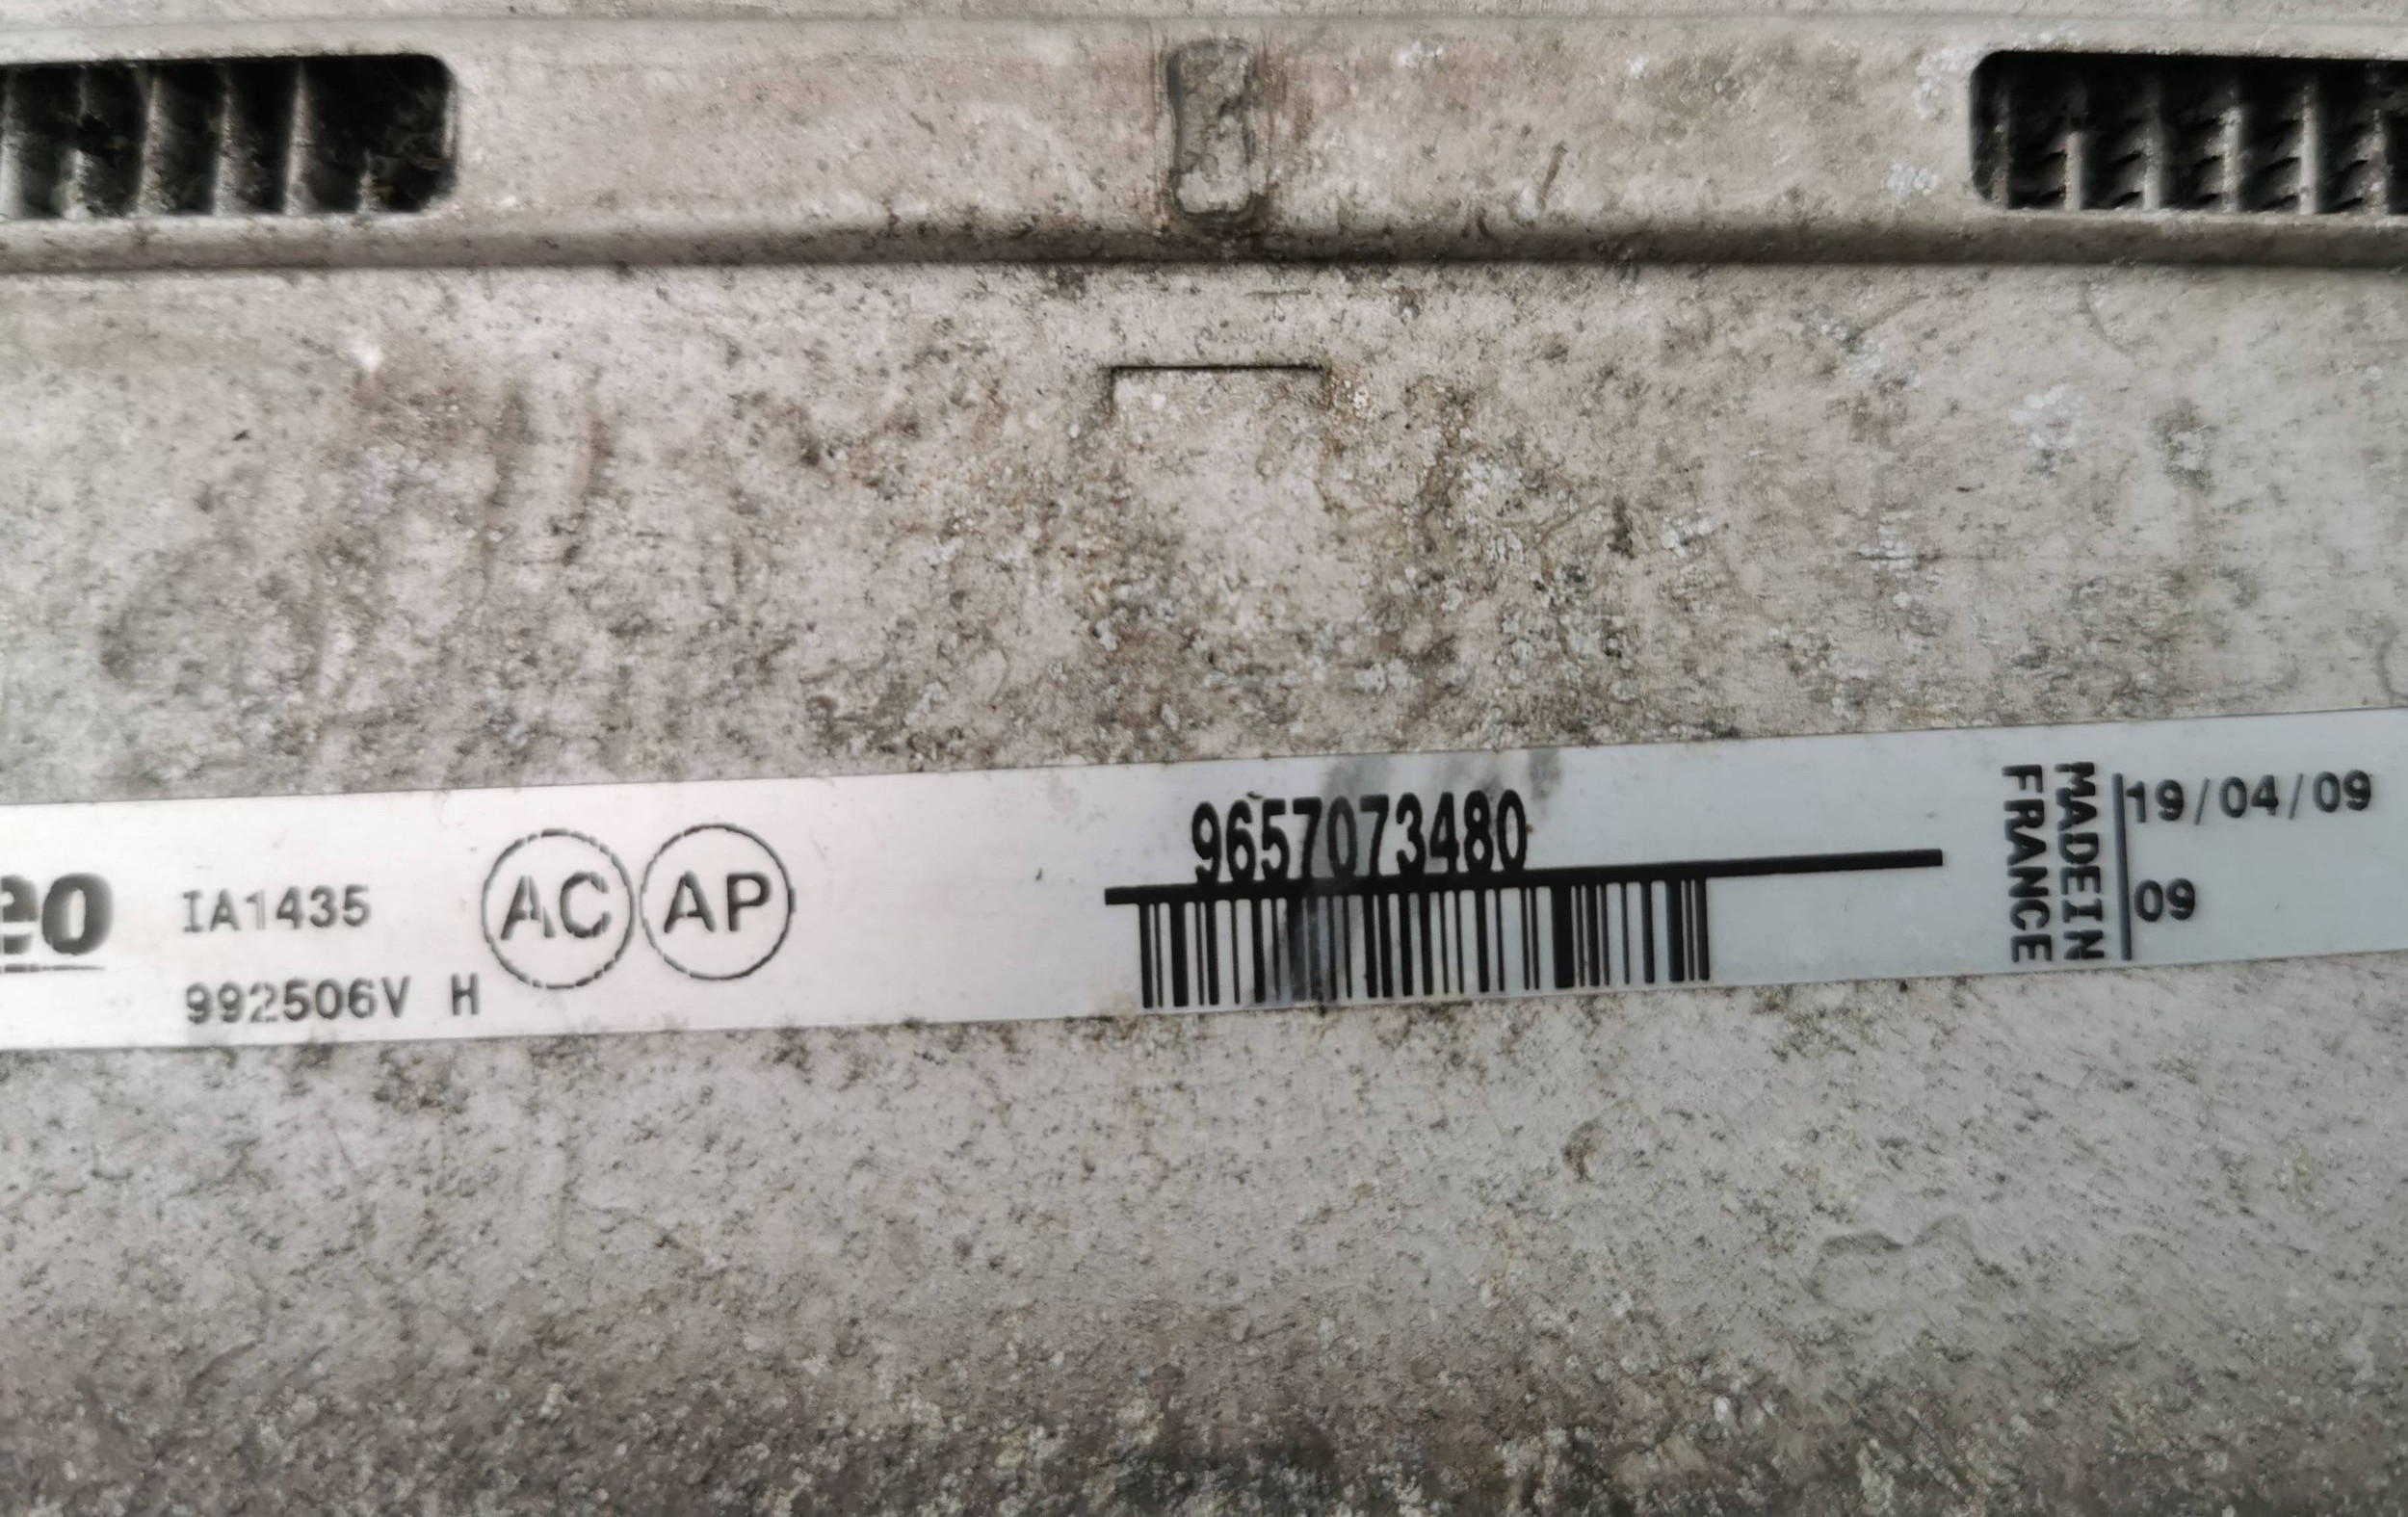 eo
IA1435
992506V H
AC
AP
9657073480
MADE IN
FRANCE
19/04/09
09